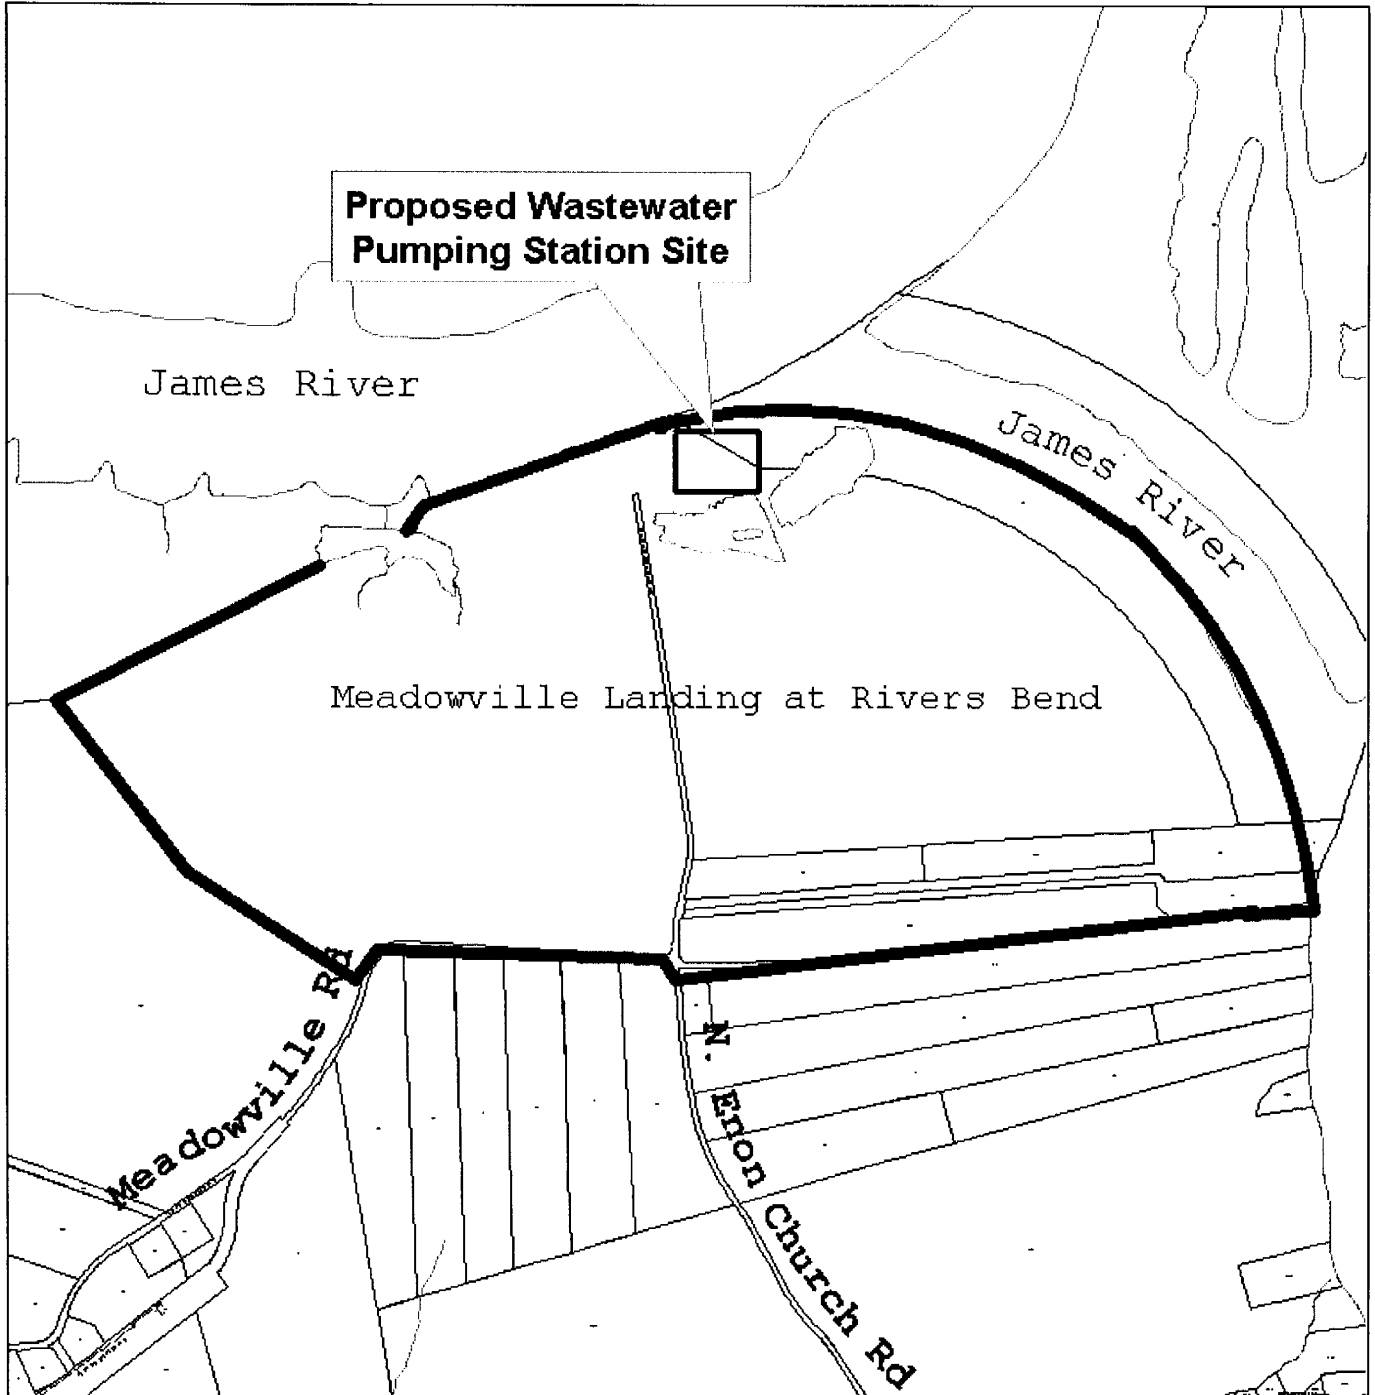 Proposed Wastewater
Pumping Station Site
James River
James River
Meadowville Landing at Rivers Bend
Meadowville Rd
N. Enon Church Rd